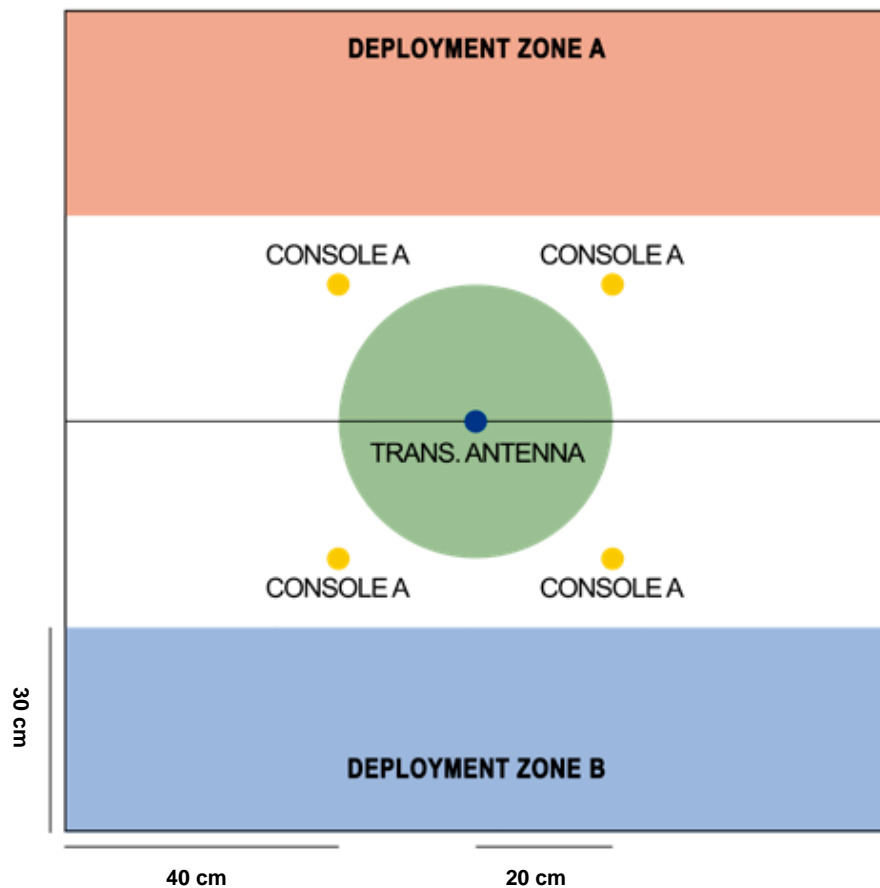 DEPLOYMENT ZONE A
CONSOLE A
CONSOLE A
TRANS. ANTENNA
CONSOLE A
CONSOLE A
30 cm
DEPLOYMENT ZONE B
40 cm
20 cm